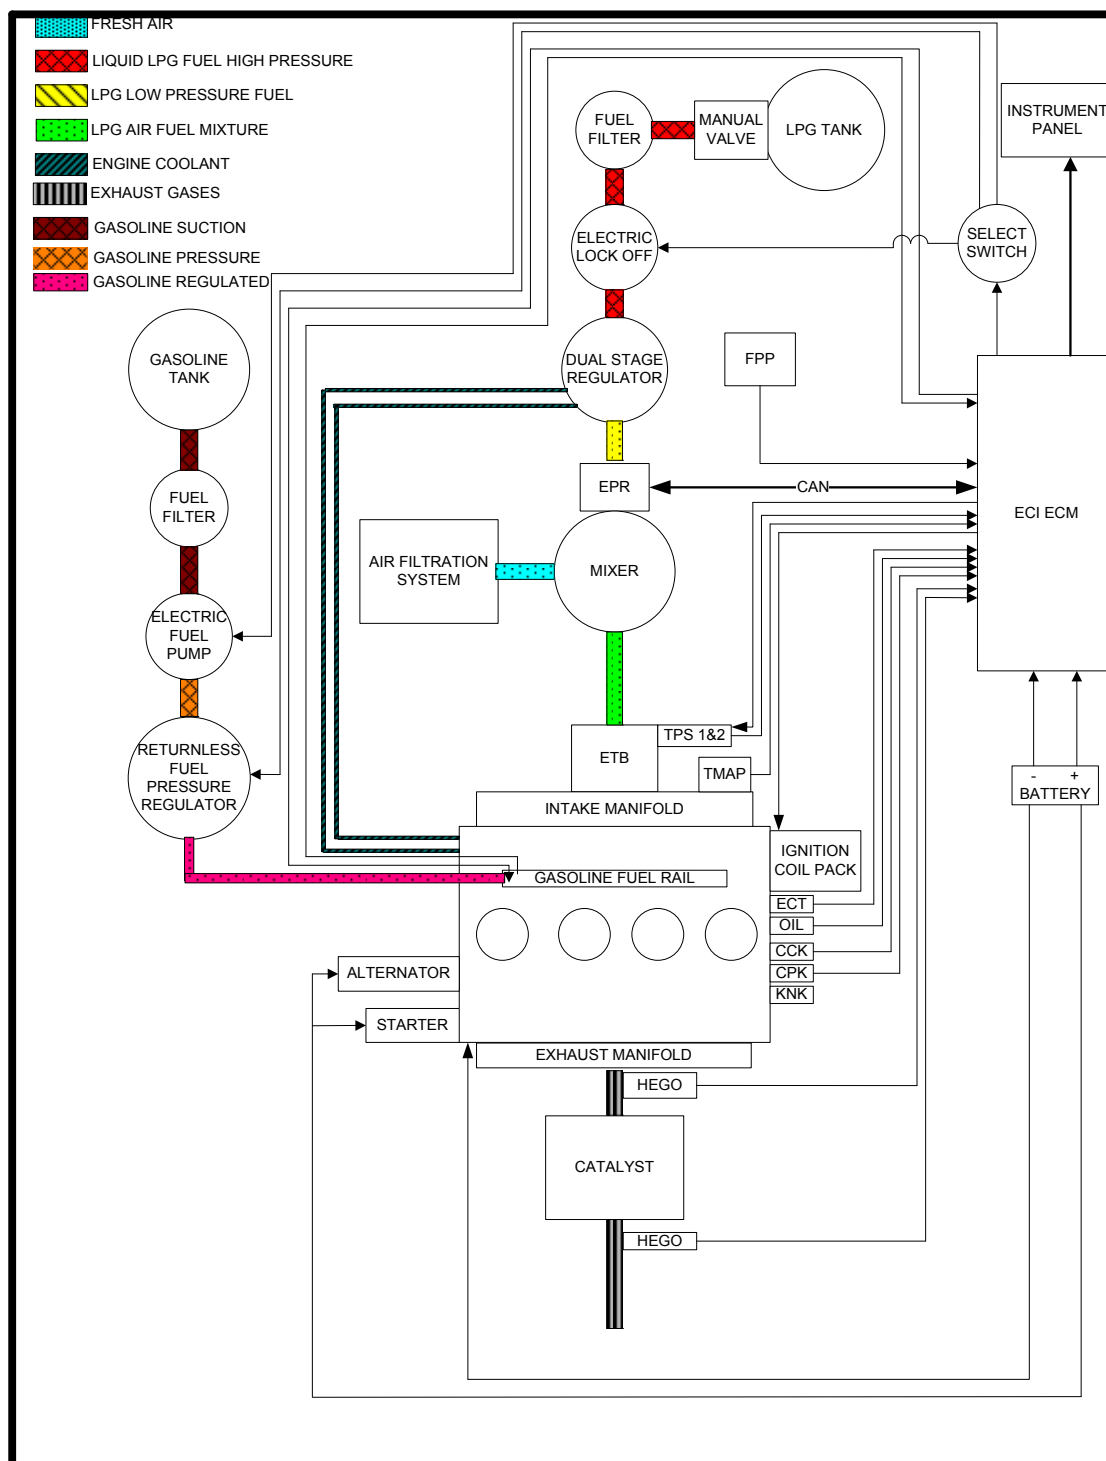 FRESH AIR
LIQUID LPG FUEL HIGH PRESSURE
LPG LOW PRESSURE FUEL
LPG AIR FUEL MIXTURE
ENGINE COOLANT
EXHAUST GASES
GASOLINE SUCTION
GASOLINE PRESSURE
GASOLINE REGULATED
FUEL
FILTER
MANUAL
VALVE
LPG TANK
INSTRUMENT
PANEL
ELECTRIC
LOCK OFF
SELECT
SWITCH
GASOLINE
TANK
DUAL STAGE
REGULATOR
FPP
FUEL
FILTER
EPR
CAN
ECI ECM
AIR FILTRATION
SYSTEM
MIXER
ELECTRIC
FUEL
PUMP
RETURNLESS
FUEL
PRESSURE
REGULATOR
ETB
TPS 1&2
TMAP
- +
BATTERY
INTAKE MANIFOLD
IGNITION
COIL PACK
GASOLINE FUEL RAIL
ECT
OIL
CCK
CPK
KNK
ALTERNATOR
STARTER
EXHAUST MANIFOLD
HEGO
CATALYST
HEGO